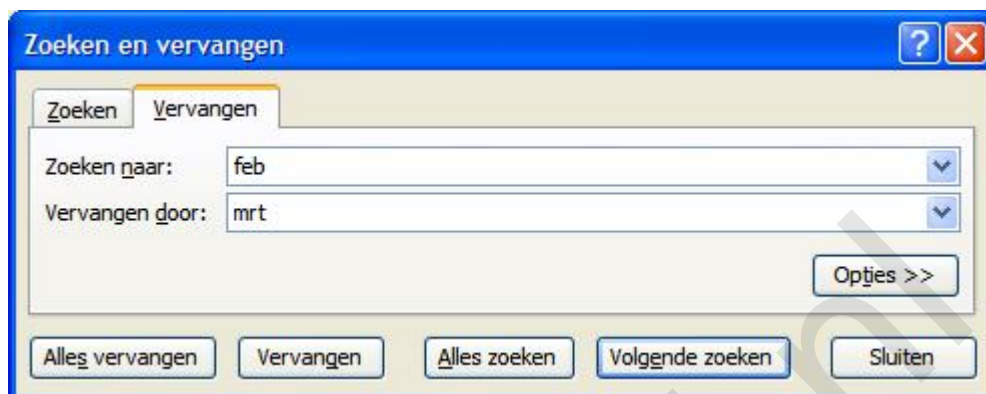 Zoeken en vervangen
Zoeken Vervangen
Zoeken naar: feb
Vervangen door: mrt
Opties >>
Alles vervangen Vervangen Alles zoeken Volgende zoeken Sluiten